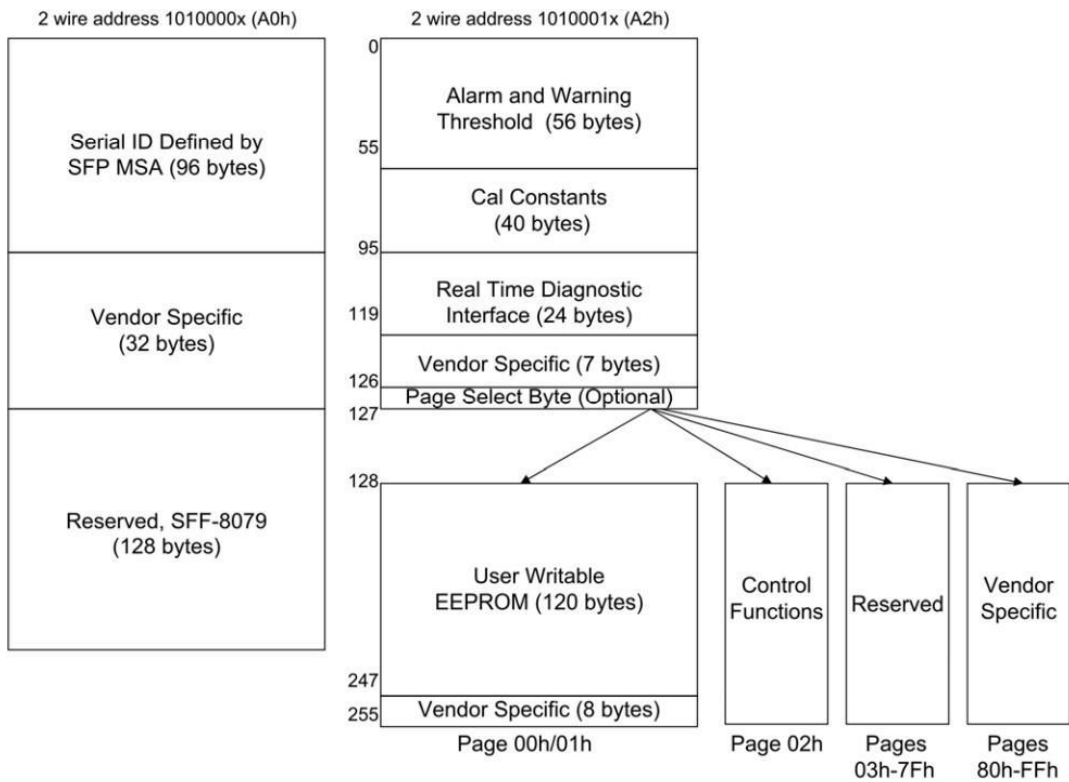 2 wire address 1010000x (A0h)
Serial ID Defined by
SFP MSA (96 bytes)
Vendor Specific
(32 bytes)
Reserved, SFF-8079
(128 bytes)
2 wire address 1010001x (A2h)
0
Alarm and Warning
Threshold (56 bytes)
55
Cal Constants
(40 bytes)
95
Real Time Diagnostic
Interface (24 bytes)
119
Vendor Specific (7 bytes)
126
Page Select Byte (Optional)
127
128
User Writable
EEPROM (120 bytes)
247
Vendor Specific (8 bytes)
255
Page 00h/01h
Control
Functions
Page 02h
Reserved
Pages
03h-7Fh
Vendor
Specific
Pages
80h-FFh